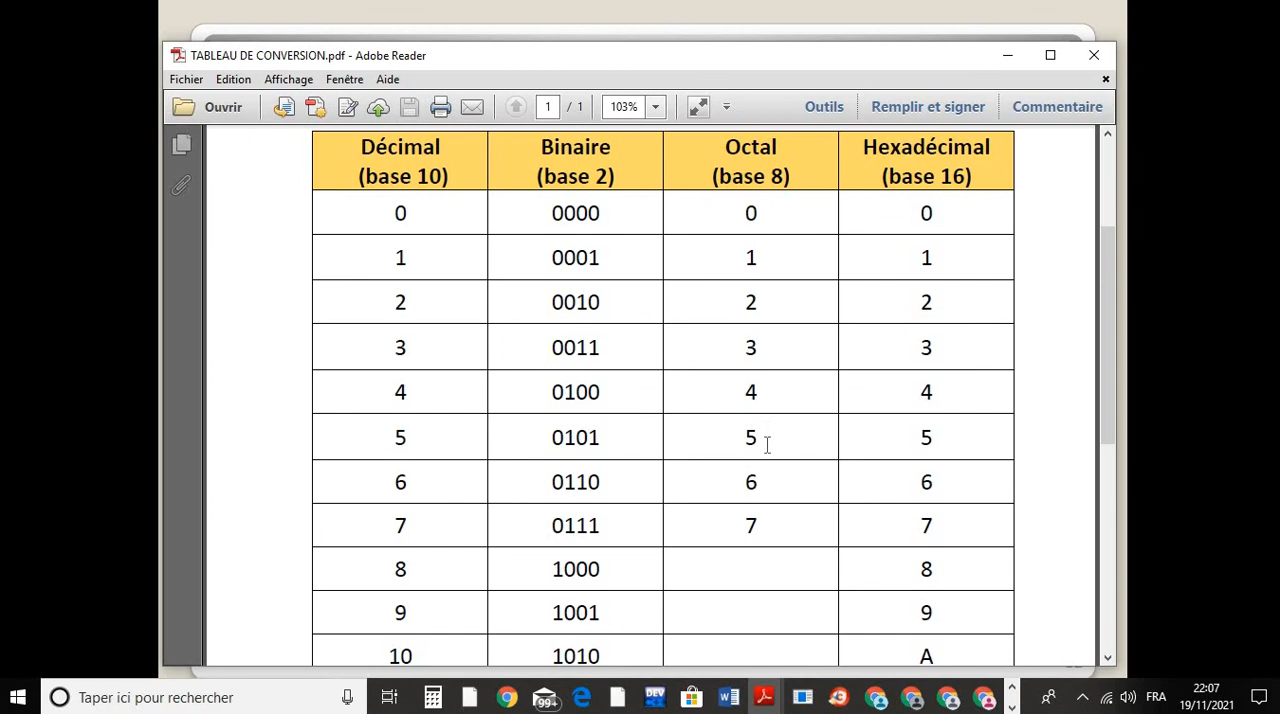 TABLEAU DE CONVERSION.pdf - Adobe Reader
Fichier Edition Affichage Fenêtre Aide
Ouvrir 1 / 1 103% Outils Remplir et signer Commentaire
Décimal (base 10) Binaire (base 2) Octal (base 8) Hexadécimal (base 16)
0 0000 0 0
1 0001 1 1
2 0010 2 2
3 0011 3 3
4 0100 4 4
5 0101 5 5
6 0110 6 6
7 0111 7 7
8 1000 8
9 1001 9
10 1010 A
Taper ici pour rechercher 99+ DEV FRA 22:07
19/11/2021